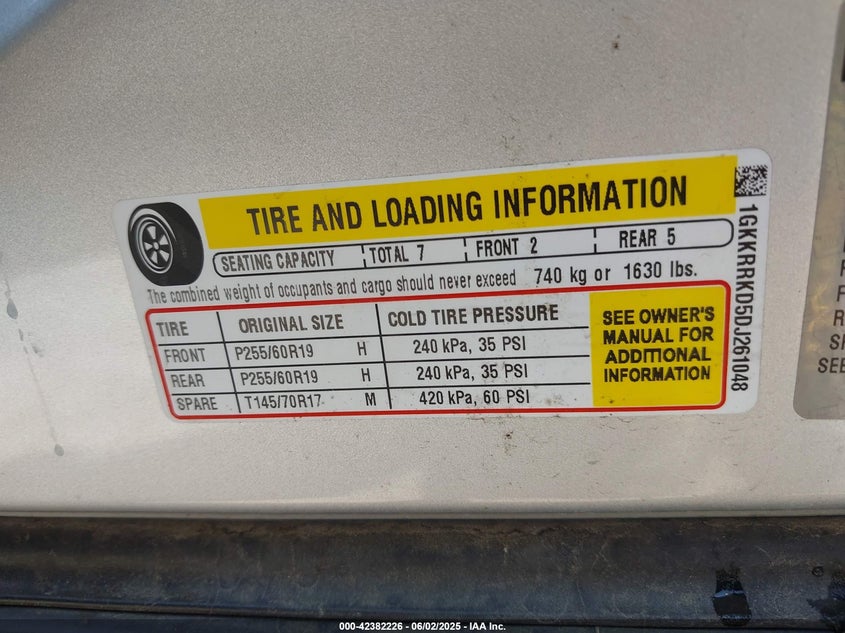 TIRE AND LOADING INFORMATION
SEATING CAPACITY TOTAL 7 FRONT 2 REAR 5
The combined weight of occupants and cargo should never exceed 740 kg or 1630 lbs.
TIRE ORIGINAL SIZE COLD TIRE PRESSURE
FRONT P255/60R19 H 240 kPa, 35 PSI
REAR P255/60R19 H 240 kPa, 35 PSI
SPARE T145/70R17 M 420 kPa, 60 PSI
SEE OWNER'S
MANUAL FOR
ADDITIONAL
INFORMATION
1GKKRRKD5DJ261048
SEE
000-42382226 - 06/02/2025 - IAA Inc.